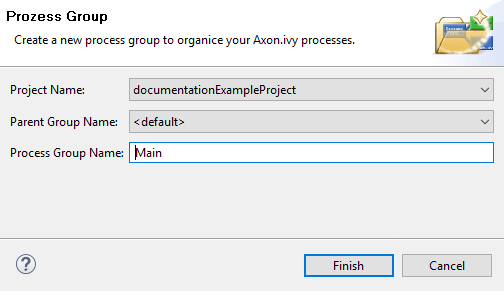 Prozess Group
Create a new process group to organice your Axon.ivy processes.
Project Name: documentationExampleProject
Parent Group Name: <default>
Process Group Name: Main
? Finish Cancel